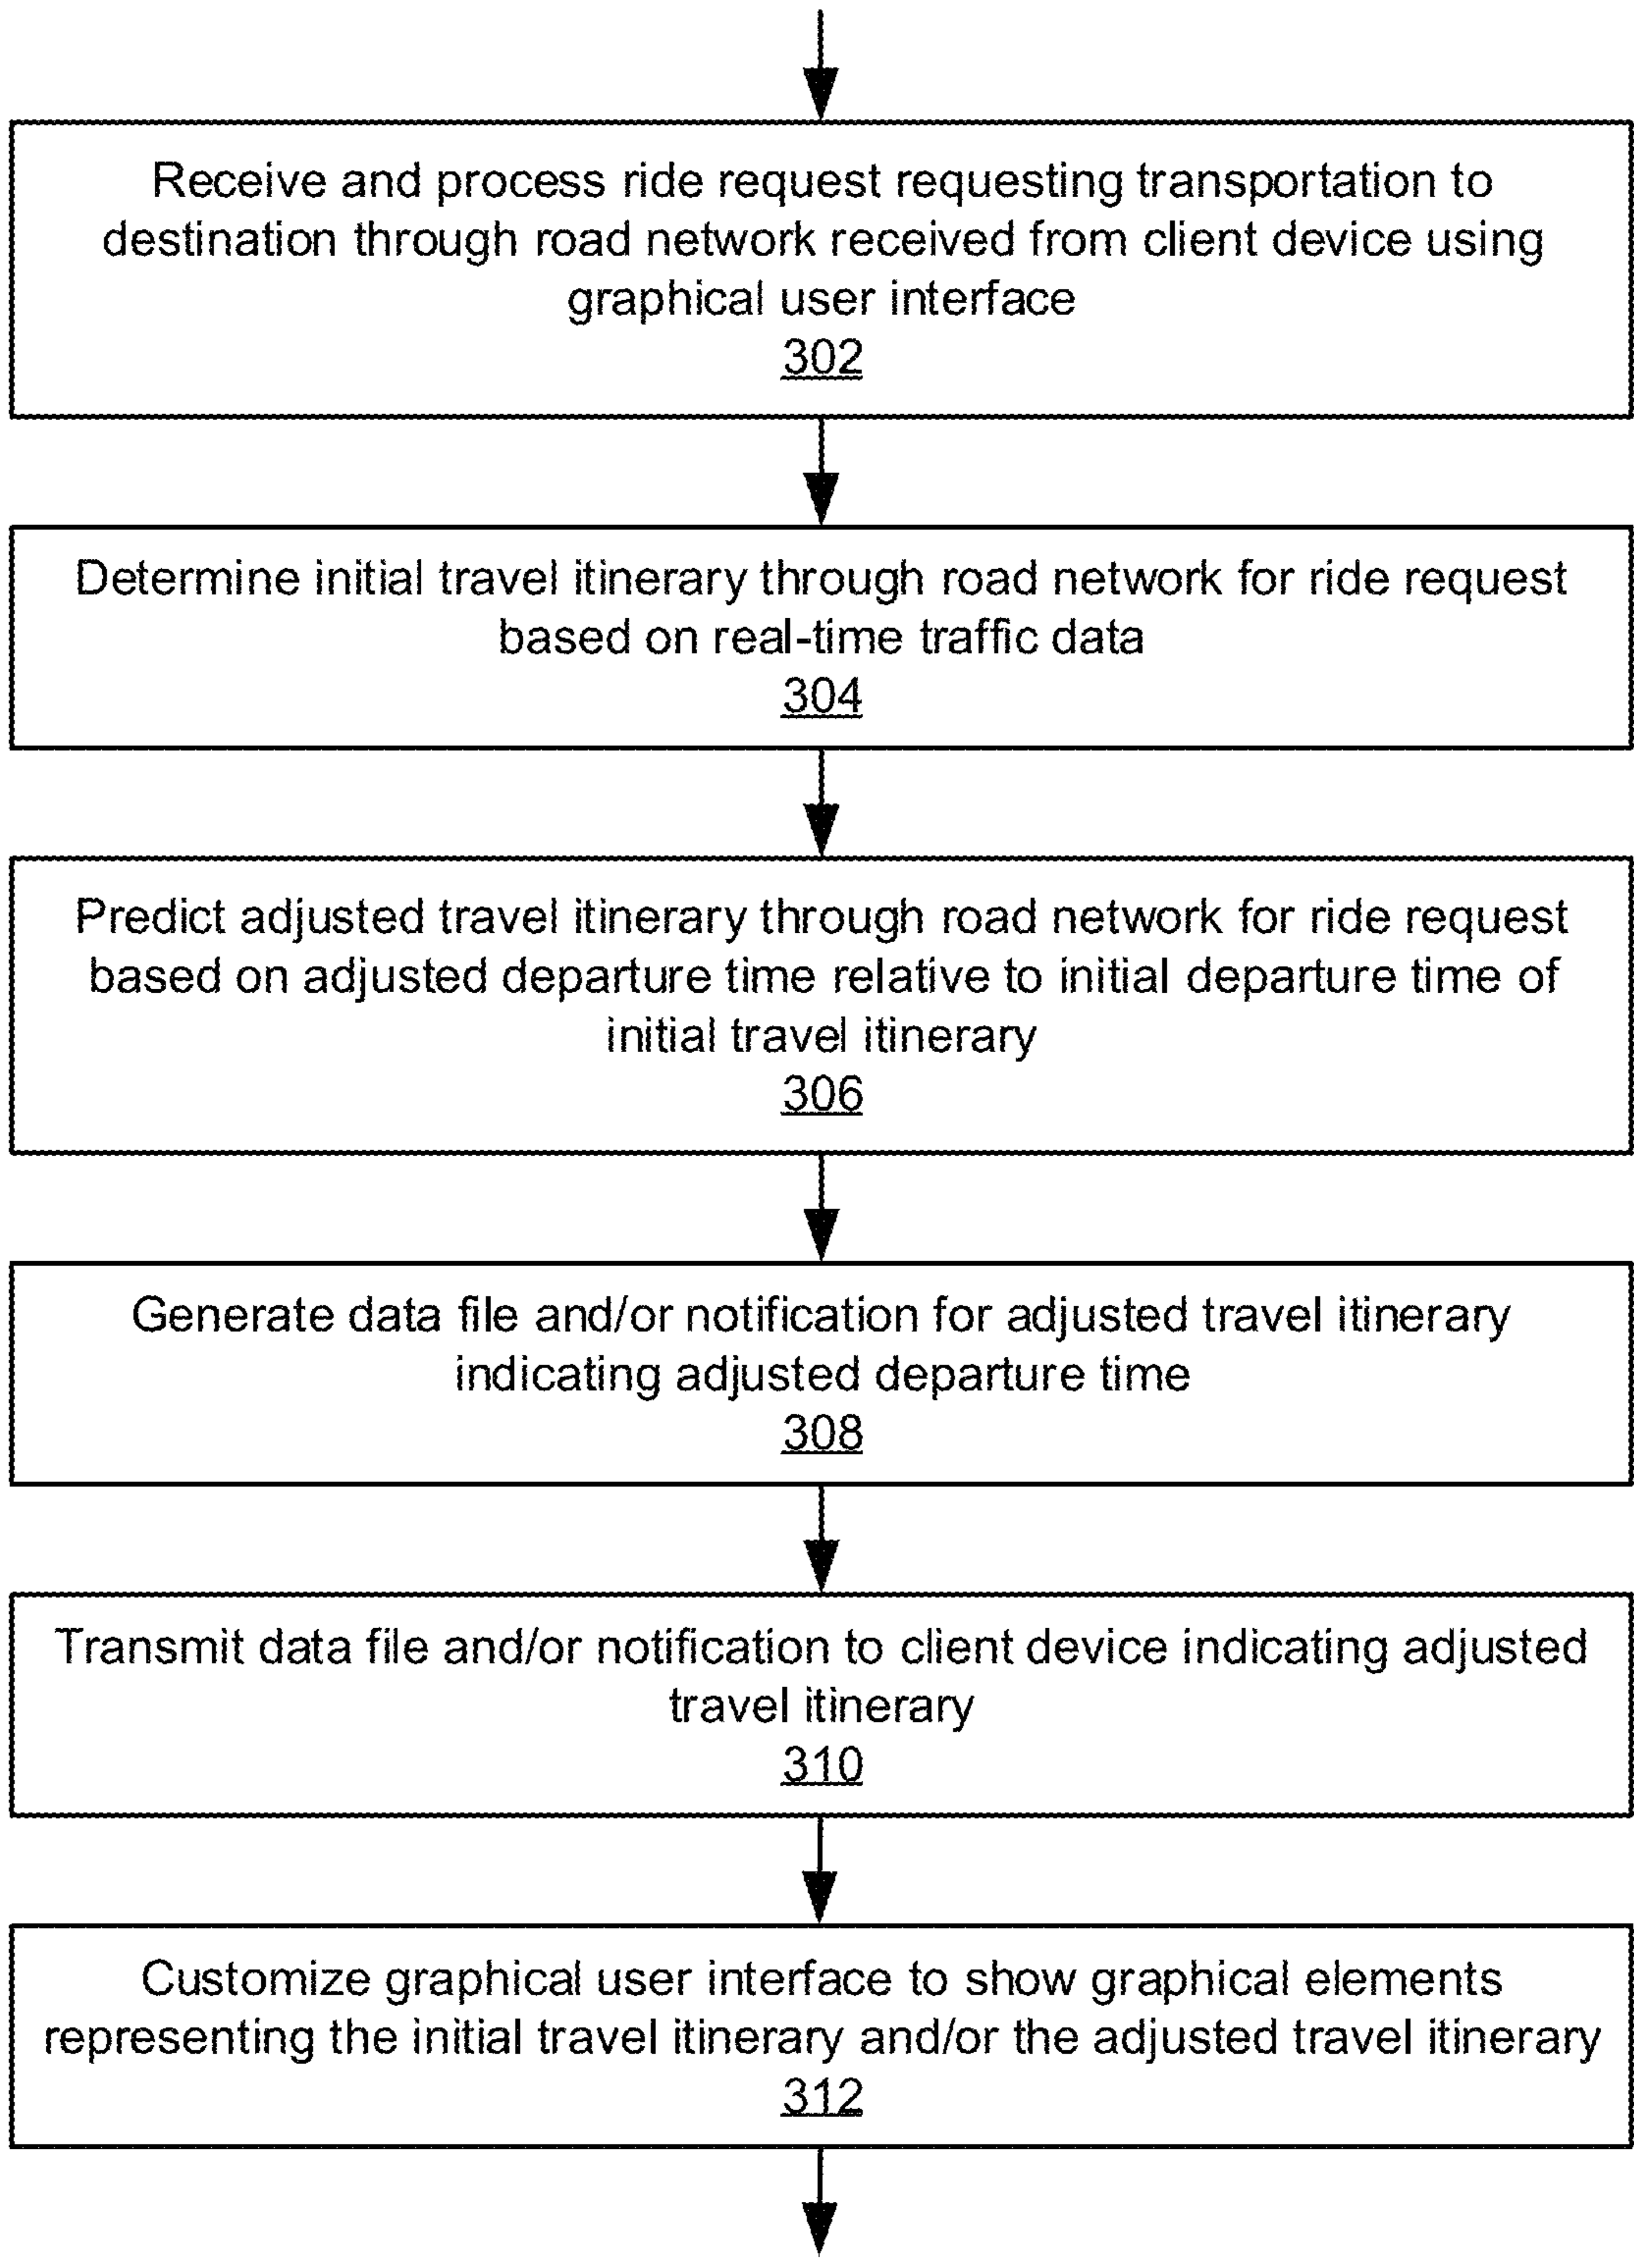 Receive and process ride request requesting transportation to
destination through road network received from client device using
graphical user interface
302
Determine initial travel itinerary through road network for ride request
based on real-time traffic data
304
Predict adjusted travel itinerary through road network for ride request
based on adjusted departure time relative to initial departure time of
initial travel itinerary
306
Generate data file and/or notification for adjusted travel itinerary
indicating adjusted departure time
308
Transmit data file and/or notification to client device indicating adjusted
travel itinerary
310
Customize graphical user interface to show graphical elements
representing the initial travel itinerary and/or the adjusted travel itinerary
312